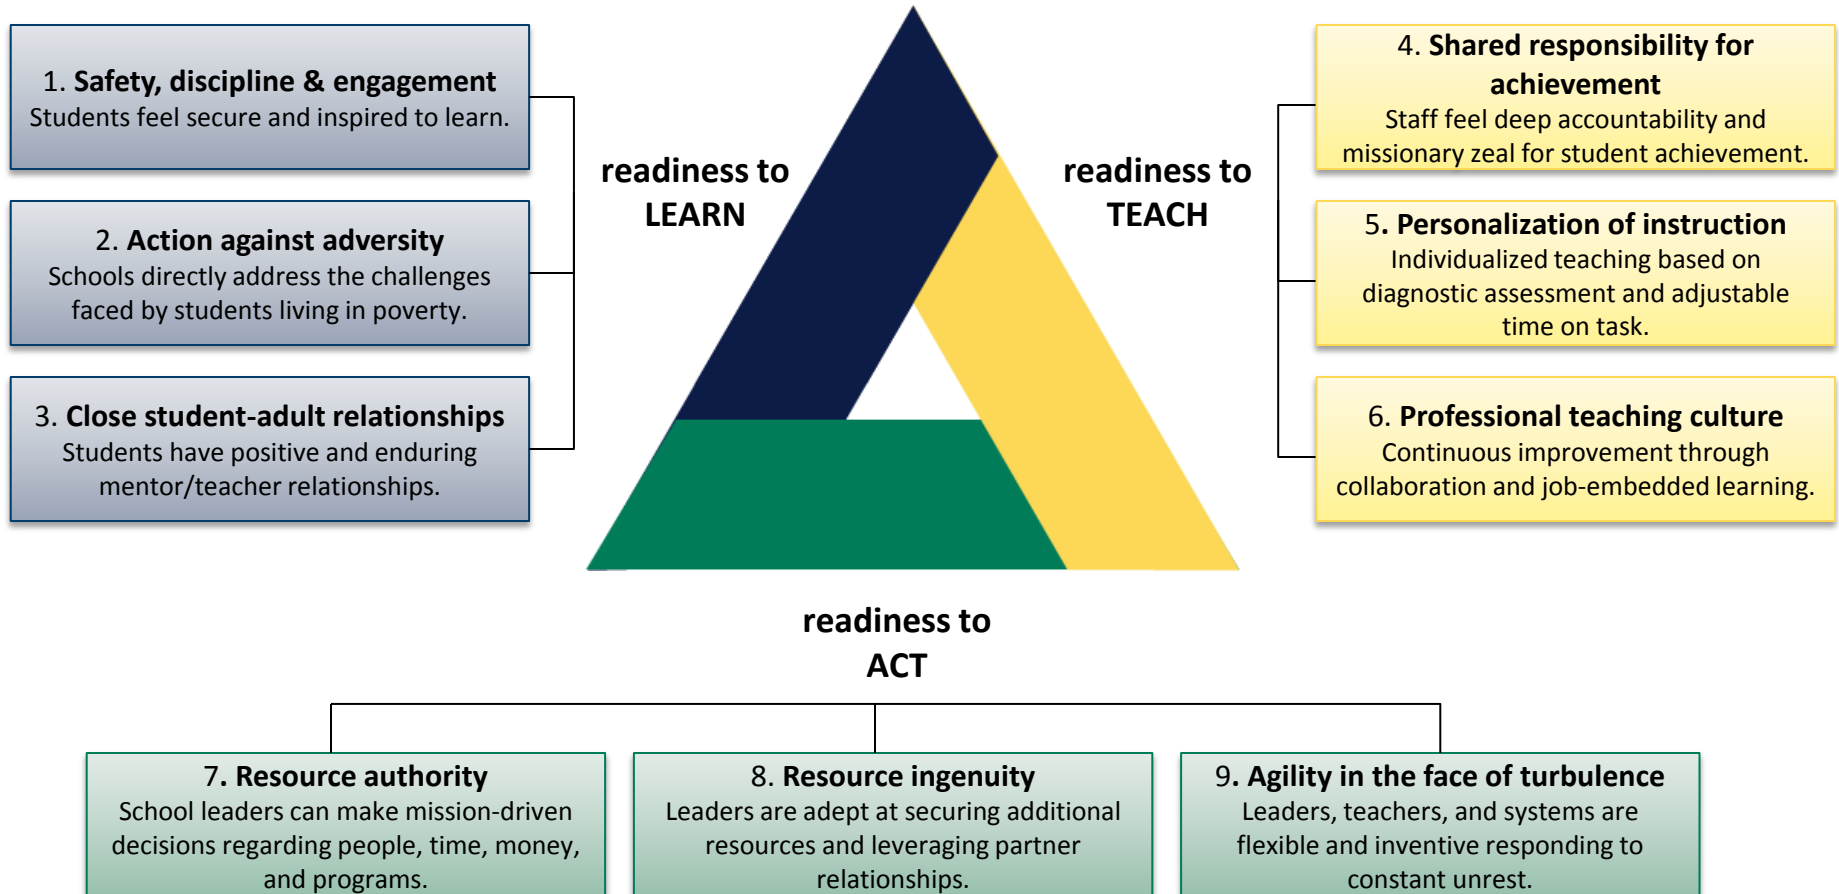 1. Safety, discipline & engagement
Students feel secure and inspired to learn.
2. Action against adversity
Schools directly address the challenges
faced by students living in poverty.
3. Close student-adult relationships
Students have positive and enduring
mentor/teacher relationships.
readiness to
LEARN
readiness to
TEACH
4. Shared responsibility for
achievement
Staff feel deep accountability and
missionary zeal for student achievement.
5. Personalization of instruction
Individualized teaching based on
diagnostic assessment and adjustable
time on task.
6. Professional teaching culture
Continuous improvement through
collaboration and job-embedded learning.
readiness to
ACT
7. Resource authority
School leaders can make mission-driven
decisions regarding people, time, money,
and programs.
8. Resource ingenuity
Leaders are adept at securing additional
resources and leveraging partner
relationships.
9. Agility in the face of turbulence
Leaders, teachers, and systems are
flexible and inventive responding to
constant unrest.